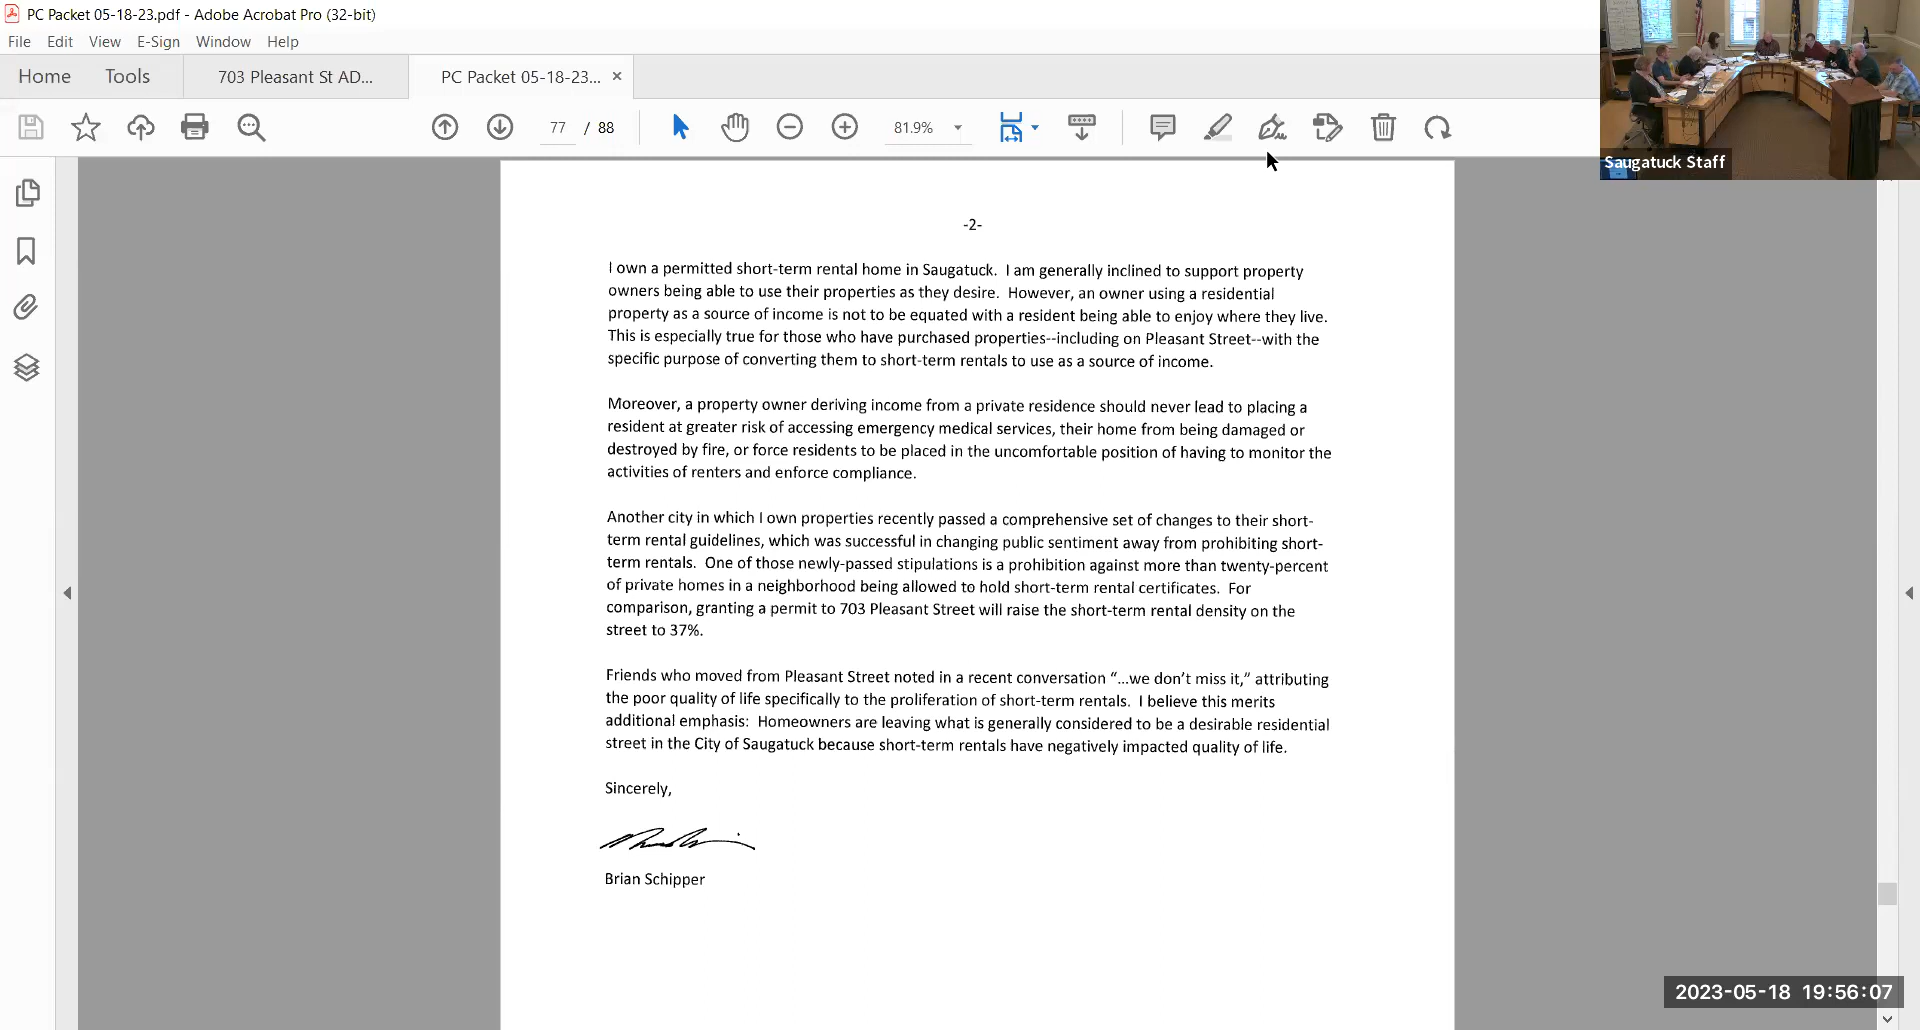 PC Packet 05-18-23.pdf - Adobe Acrobat Pro (32-bit)
File Edit View E-Sign Window Help
Home Tools 703 Pleasant St AD... PC Packet 05-18-23... ×
77 / 88 81.9%
Saugatuck Staff
-2-
I own a permitted short-term rental home in Saugatuck. I am generally inclined to support property
owners being able to use their properties as they desire. However, an owner using a residential
property as a source of income is not to be equated with a resident being able to enjoy where they live.
This is especially true for those who have purchased properties--including on Pleasant Street--with the
specific purpose of converting them to short-term rentals to use as a source of income.
Moreover, a property owner deriving income from a private residence should never lead to placing a
resident at greater risk of accessing emergency medical services, their home from being damaged or
destroyed by fire, or force residents to be placed in the uncomfortable position of having to monitor the
activities of renters and enforce compliance.
Another city in which I own properties recently passed a comprehensive set of changes to their short-
term rental guidelines, which was successful in changing public sentiment away from prohibiting short-
term rentals. One of those newly-passed stipulations is a prohibition against more than twenty-percent
of private homes in a neighborhood being allowed to hold short-term rental certificates. For
comparison, granting a permit to 703 Pleasant Street will raise the short-term rental density on the
street to 37%.
Friends who moved from Pleasant Street noted in a recent conversation “...we don’t miss it,” attributing
the poor quality of life specifically to the proliferation of short-term rentals. I believe this merits
additional emphasis: Homeowners are leaving what is generally considered to be a desirable residential
street in the City of Saugatuck because short-term rentals have negatively impacted quality of life.
Sincerely,
Brian Schipper
2023-05-18 19:56:07